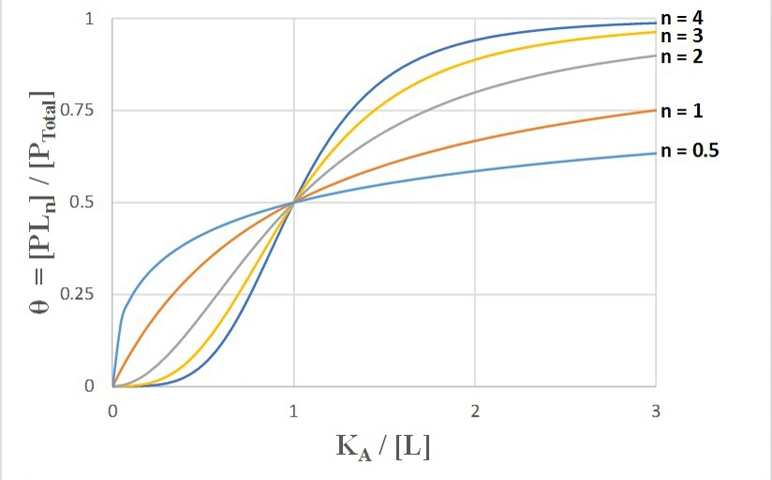 θ = [PLn] / [PTotal]
1
0.75
0.5
0.25
0
n = 4
n = 3
n = 2
n = 1
n = 0.5
0 1 2 3
KA / [L]